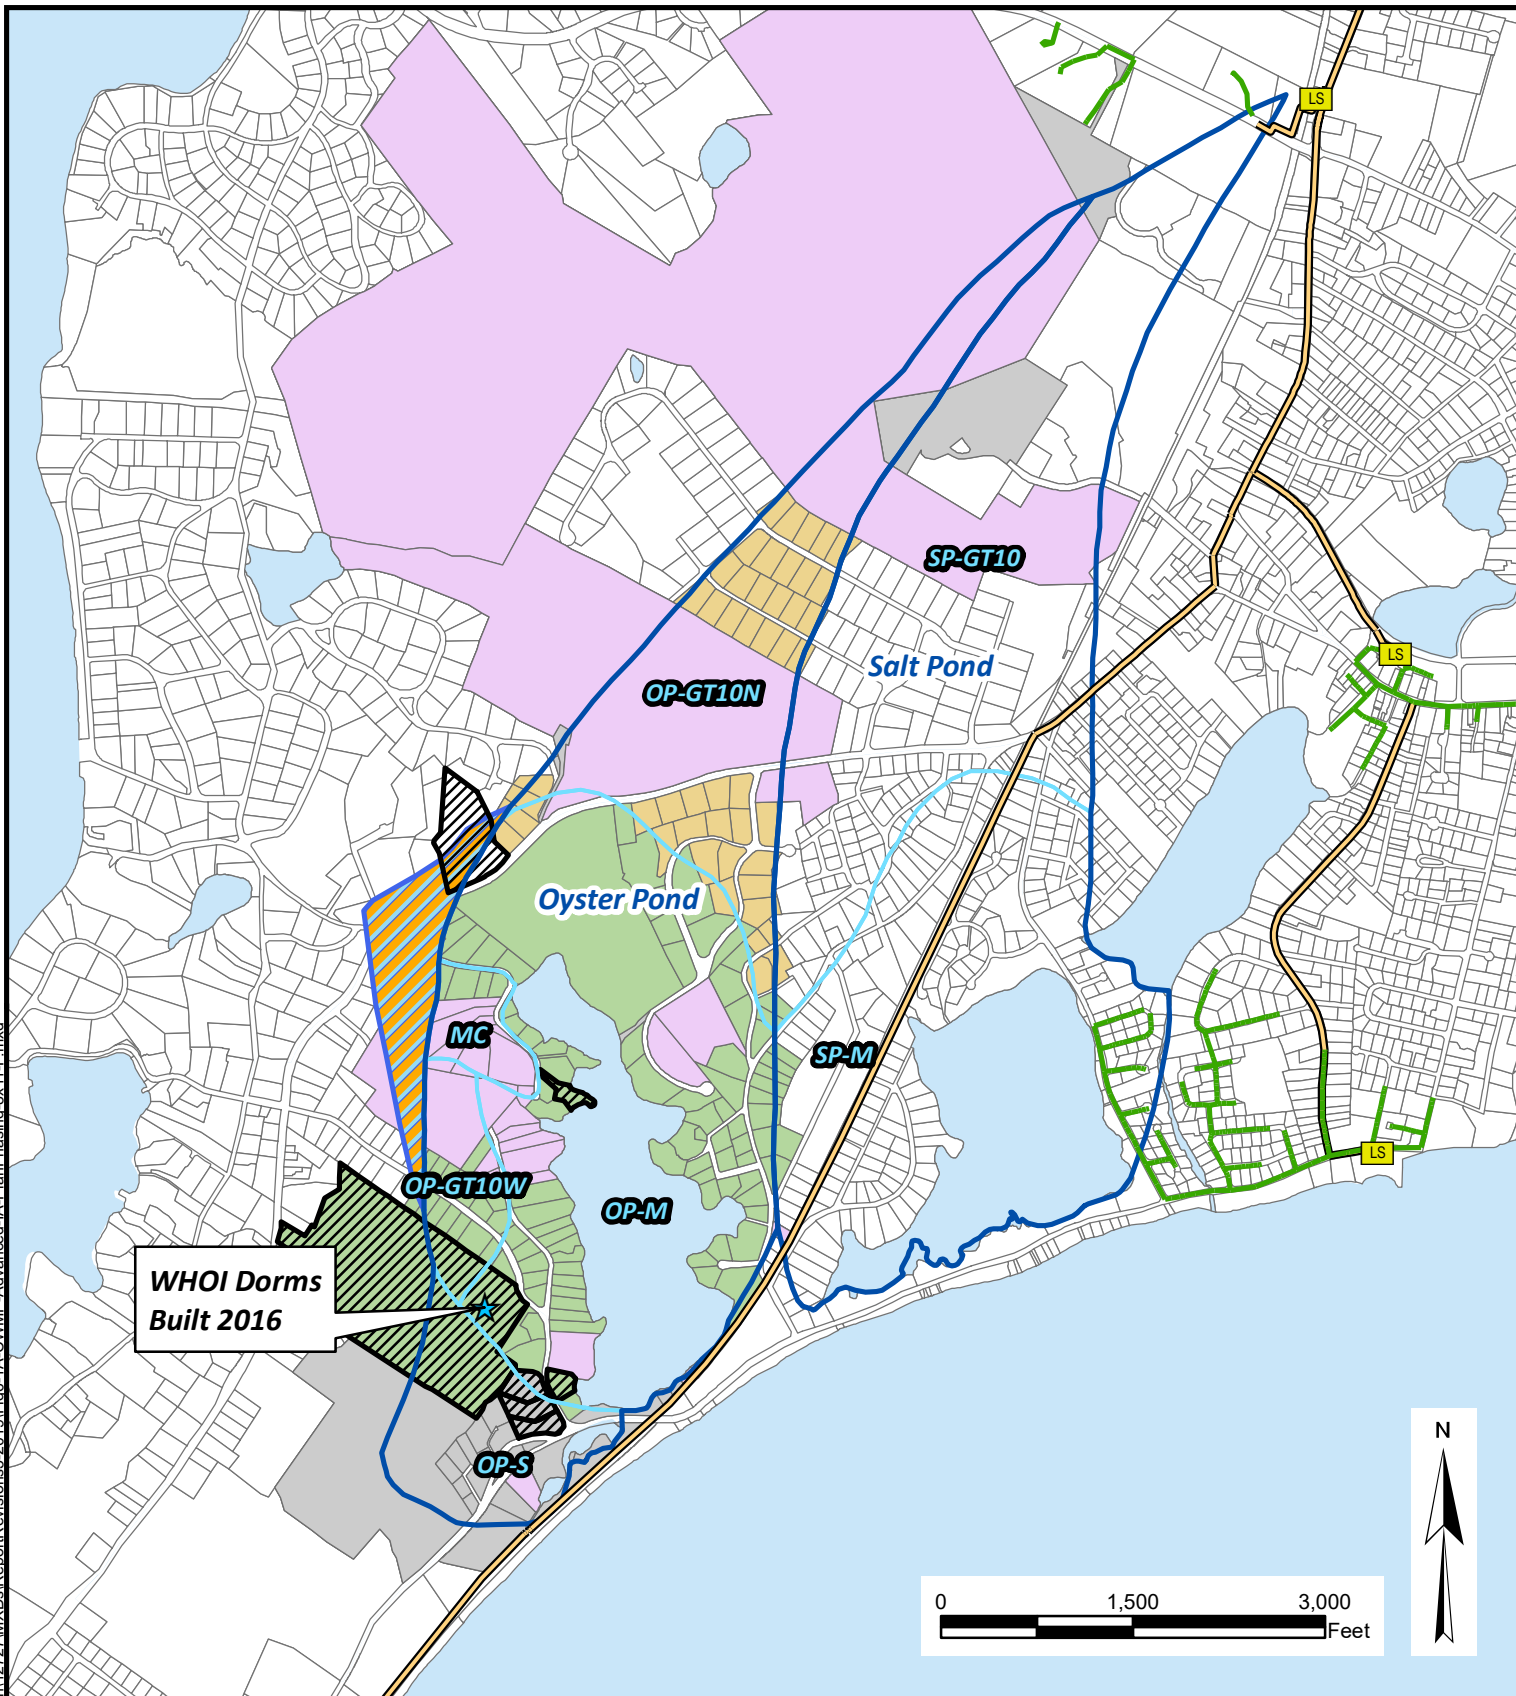 LS
SP-GT10
LS
Salt Pond
OP-GT10N
Oyster Pond
MC
SP-M
LS
OP-GT10W
OP-M
WHOI Dorms
Built 2016
N
OP-S
0 1,500 3,000
Feet